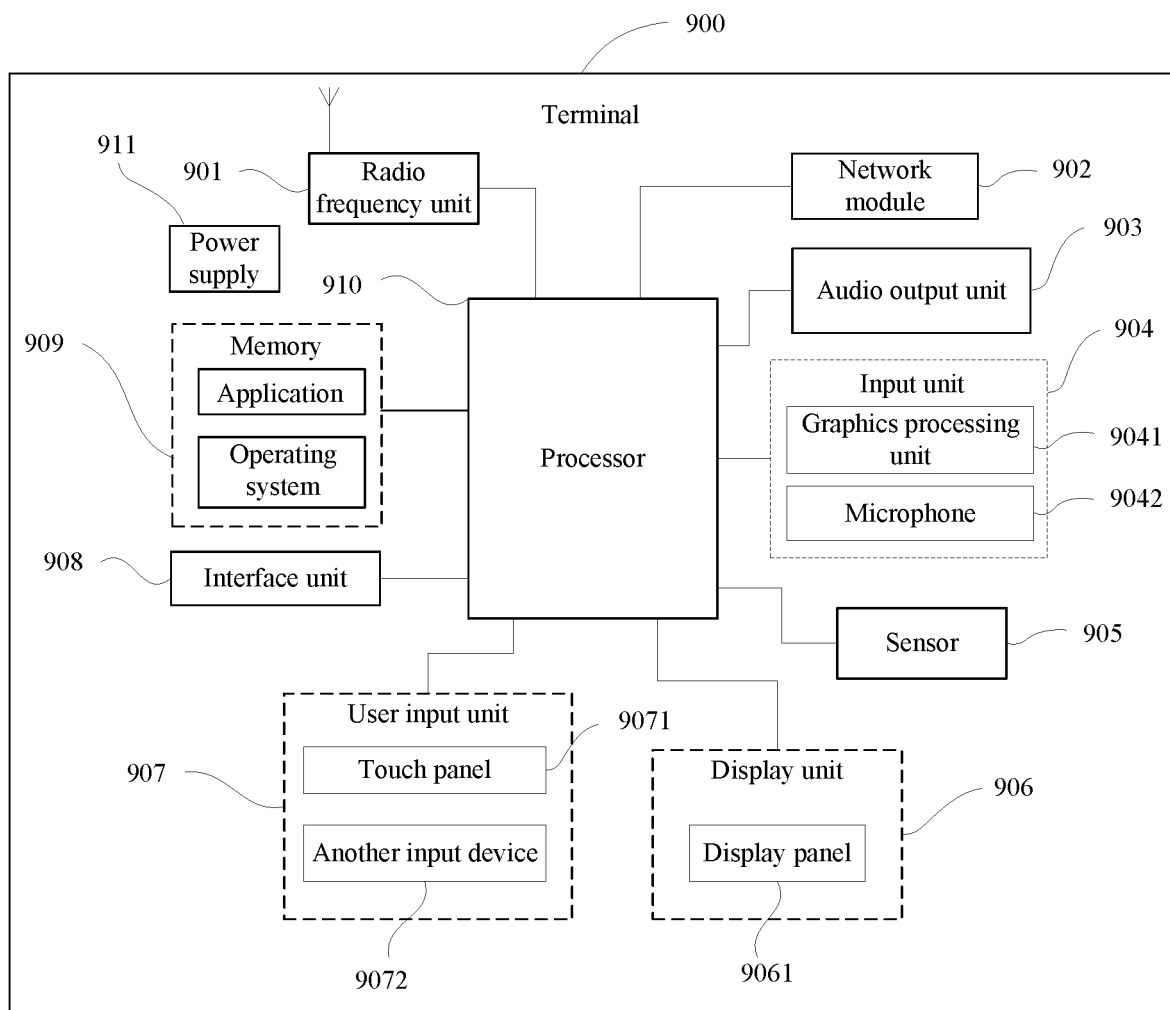 900
Terminal
911
901
Radio
frequency unit
Network
module
902
Power
supply
910
903
Audio output unit
909
Memory
Application
Operating
system
Processor
904
Input unit
Graphics processing
unit
9041
Microphone
9042
908
Interface unit
Sensor
905
User input unit
9071
Touch panel
907
Another input device
9072
Display unit
906
Display panel
9061